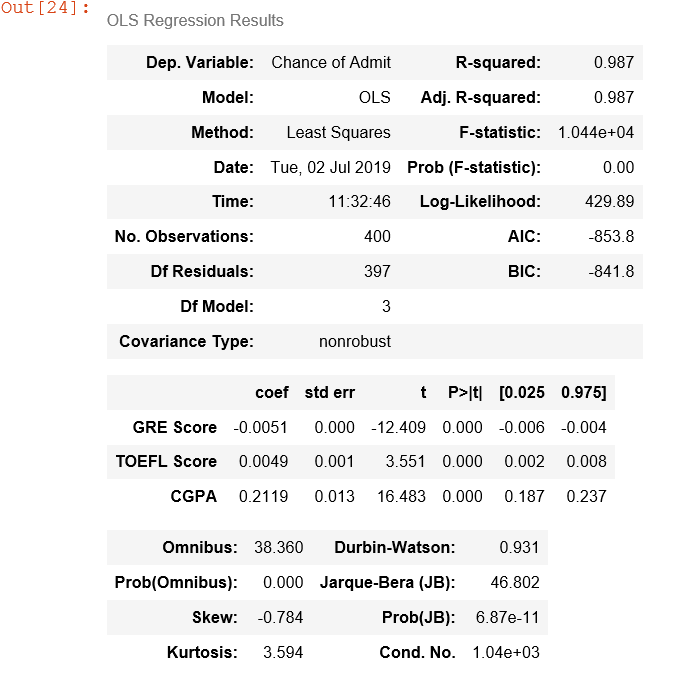 Out[24]:
OLS Regression Results
Dep. Variable: Chance of Admit R-squared: 0.987
Model: OLS Adj. R-squared: 0.987
Method: Least Squares F-statistic: 1.044e+04
Date: Tue, 02 Jul 2019 Prob (F-statistic): 0.00
Time: 11:32:46 Log-Likelihood: 429.89
No. Observations: 400 AIC: -853.8
Df Residuals: 397 BIC: -841.8
Df Model: 3
Covariance Type: nonrobust
coef std err t P>|t| [0.025 0.975]
GRE Score -0.0051 0.000 -12.409 0.000 -0.006 -0.004
TOEFL Score 0.0049 0.001 3.551 0.000 0.002 0.008
CGPA 0.2119 0.013 16.483 0.000 0.187 0.237
Omnibus: 38.360 Durbin-Watson: 0.931
Prob(Omnibus): 0.000 Jarque-Bera (JB): 46.802
Skew: -0.784 Prob(JB): 6.87e-11
Kurtosis: 3.594 Cond. No. 1.04e+03